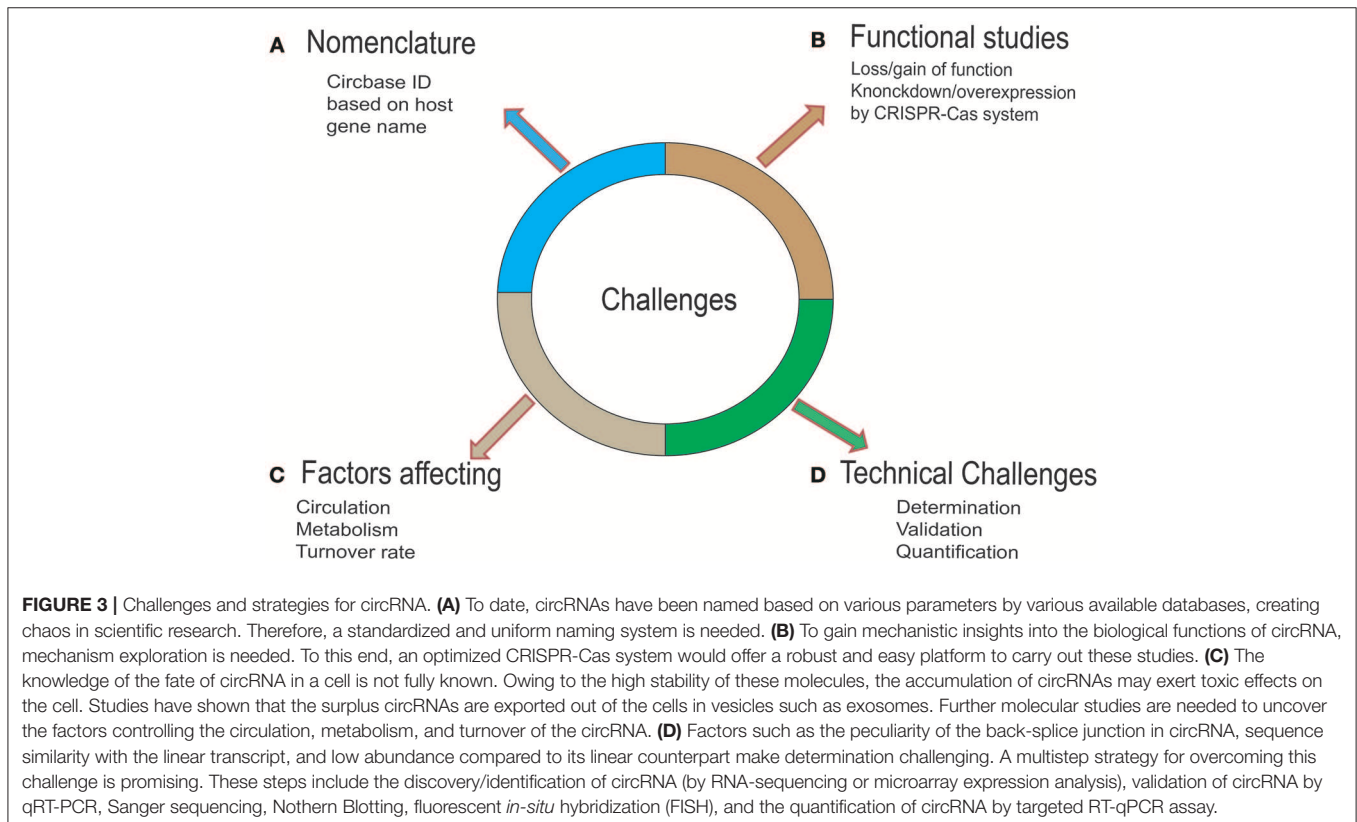 A Nomenclature
Circbase ID
based on host
gene name
B Functional studies
Loss/gain of function
Knonckdown/overexpression
by CRISPR-Cas system
Challenges
C Factors affecting
Circulation
Metabolism
Turnover rate
D Technical Challenges
Determination
Validation
Quantification
FIGURE 3 | Challenges and strategies for circRNA. (A) To date, circRNAs have been named based on various parameters by various available databases, creating
chaos in scientific research. Therefore, a standardized and uniform naming system is needed. (B) To gain mechanistic insights into the biological functions of circRNA,
mechanism exploration is needed. To this end, an optimized CRISPR-Cas system would offer a robust and easy platform to carry out these studies. (C) The
knowledge of the fate of circRNA in a cell is not fully known. Owing to the high stability of these molecules, the accumulation of circRNAs may exert toxic effects on
the cell. Studies have shown that the surplus circRNAs are exported out of the cells in vesicles such as exosomes. Further molecular studies are needed to uncover
the factors controlling the circulation, metabolism, and turnover of the circRNA. (D) Factors such as the peculiarity of the back-splice junction in circRNA, sequence
similarity with the linear transcript, and low abundance compared to its linear counterpart make determination challenging. A multistep strategy for overcoming this
challenge is promising. These steps include the discovery/identification of circRNA (by RNA-sequencing or microarray expression analysis), validation of circRNA by
qRT-PCR, Sanger sequencing, Nothern Blotting, fluorescent in-situ hybridization (FISH), and the quantification of circRNA by targeted RT-qPCR assay.